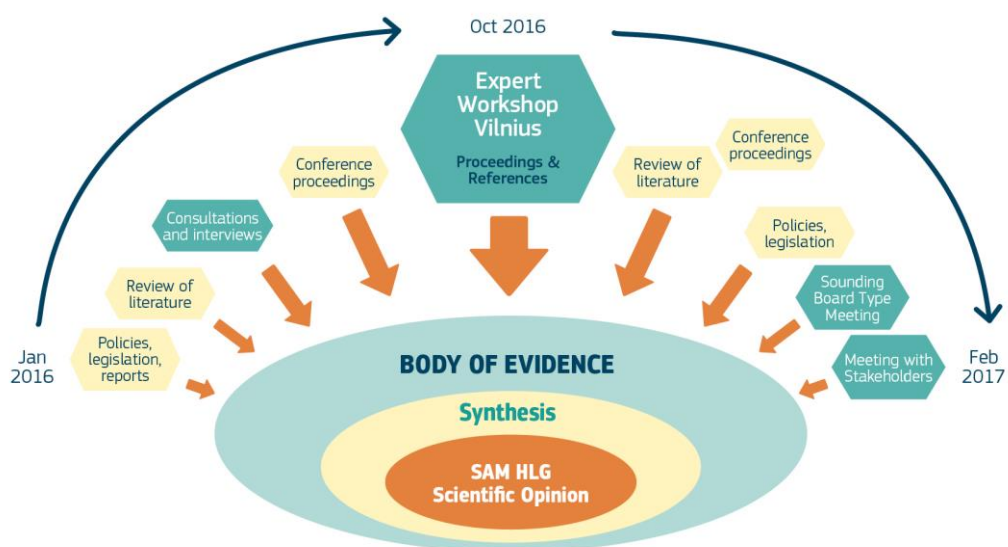 Oct 2016
Expert
Workshop
Vilnius
Proceedings &
References
Conference
proceedings
Consultations
and interviews
Review of
literature
Policies,
legislation,
reports
Jan
2016
Review of
literature
Conference
proceedings
Policies,
legislation
Sounding
Board Type
Meeting
Meeting with
Stakeholders
Feb
2017
BODY OF EVIDENCE
Synthesis
SAM HLG
Scientific Opinion